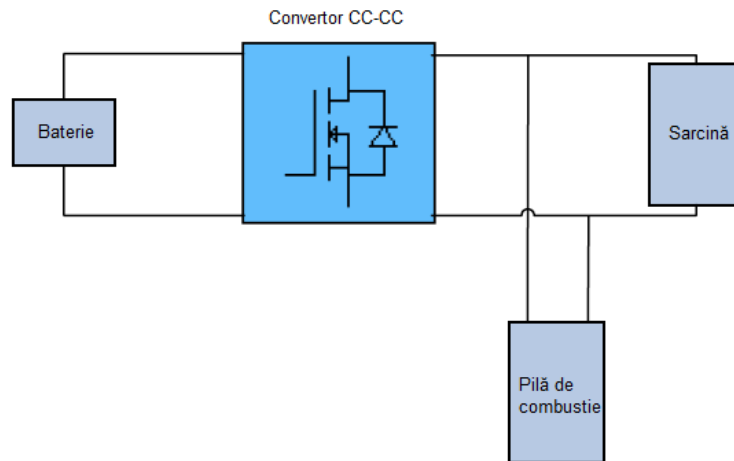 Convertor CC-CC
Baterie
Sarcină
Pilă de
combustie